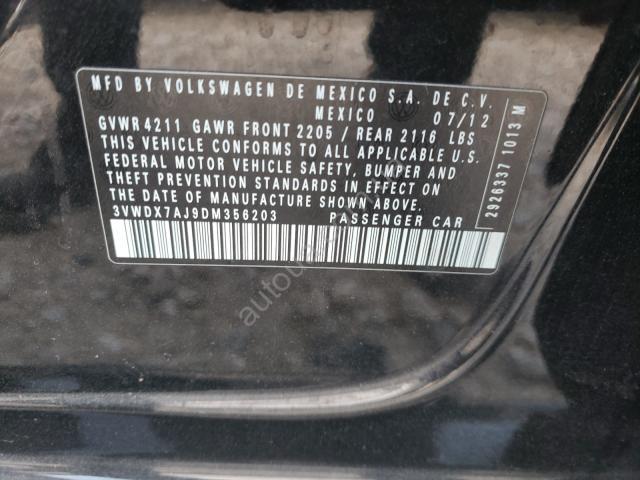 MFD BY VOLKSWAGEN DE MEXICO S.A. DE C.V.
MEXICO 07/12
GVWR 4211 GAWR FRONT 2205 / REAR 2116 LBS
THIS VEHICLE CONFORMS TO ALL APPLICABLE U.S.
FEDERAL MOTOR VEHICLE SAFETY, BUMPER AND
THEFT PREVENTION STANDARDS IN EFFECT ON
THE DATE OF MANUFACTURE SHOWN ABOVE.
3VWDX7AJ9DM356203 PASSENGER CAR
2926337 1013 M